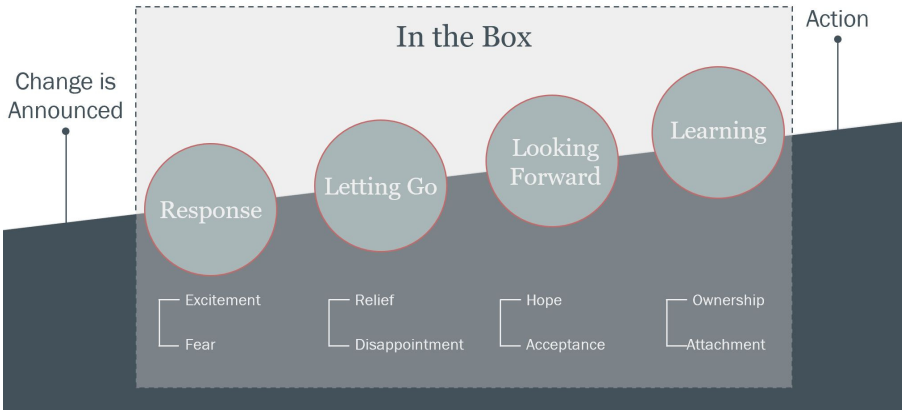 In the Box
Action
Change is
Announced
Response
Letting Go
Looking
Forward
Learning
Excitement
Fear
Relief
Disappointment
Hope
Acceptance
Ownership
Attachment